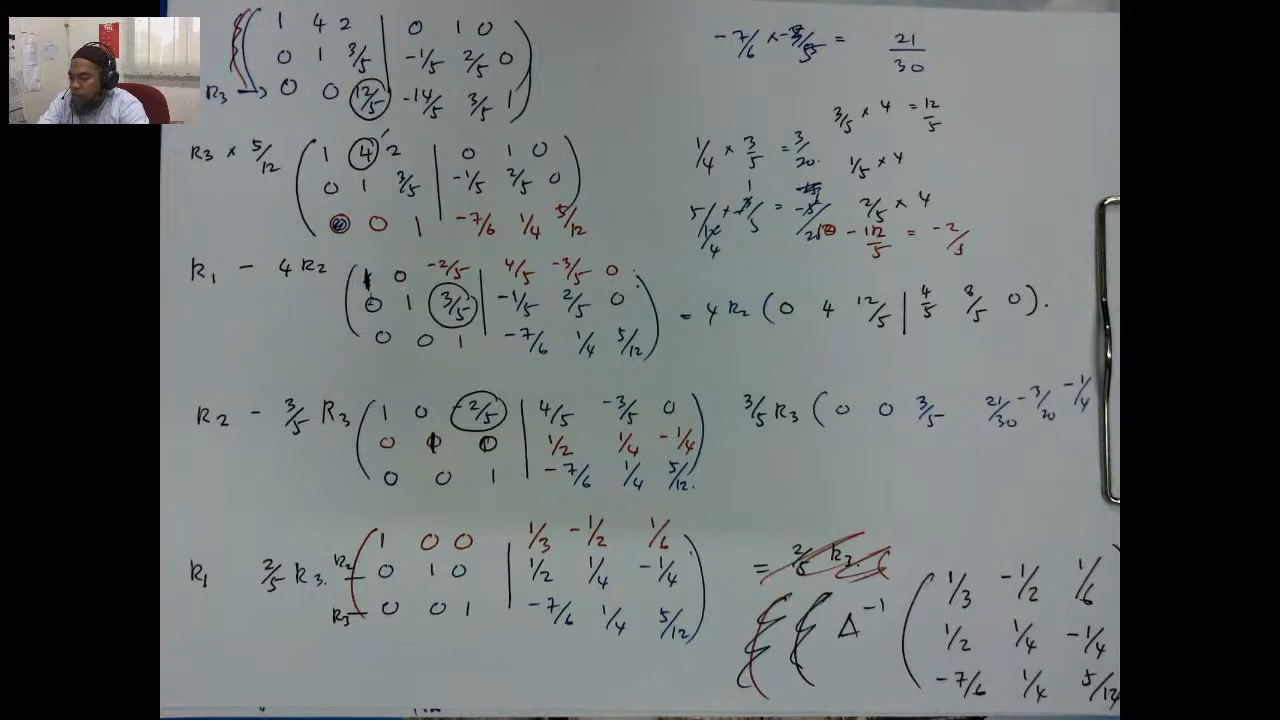 1 4 2 | 0 1 0
0 1 3/5 | -1/5 2/5 0
R3 → 0 0 12/5 | -14/5 3/5 1
-7/6 × -3/5 = 21/30
3/5 × 4 = 12/5
1/4 × 3/5 = 3/20
1/5 × 4
2/5 × 4
-2/5
R3 × 5/12 ( 1 4 2 | 0 1 0 )
0 1 3/5 | -1/5 2/5 0
0 1 | -7/6 1/4 5/12
R1 - 4R2 ( 1 0 -2/5 | 4/5 -3/5 0
0 1 3/5 | -1/5 2/5 0
0 0 1 | -7/6 1/4 5/12 )
= 4R2 ( 0 4 12/5 | 4/5 8/5 0 ).
R2 - 3/5 R3 ( 1 0 -2/5 | 4/5 -3/5 0 )
0 1 0 | 1/2 1/4 -1/4
0 0 1 | -7/6 1/4 5/12.
3/5 R3 ( 0 0 3/5 21/30 -3/20 -1/4
R1 2/5 R3. ( 1 0 0 | 1/3 -1/2 1/6
R2 0 1 0 | 1/2 1/4 -1/4
R3 0 0 1 | -7/6 1/4 5/12 )
= 2/5 R3.
A-1 ( 1/3 -1/2 1/6
1/2 1/4 -1/4
-7/6 1/4 5/12